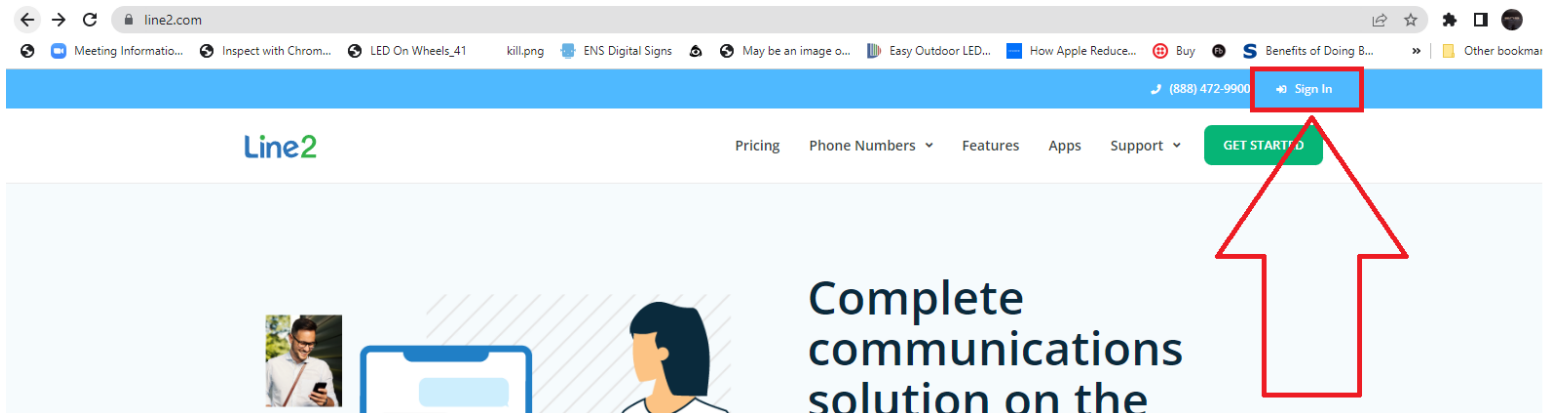 line2.com
Meeting Informatio... Inspect with Chrom... LED On Wheels_41 kill.png ENS Digital Signs May be an image o... Easy Outdoor LED... How Apple Reduce... Buy Fb S Benefits of Doing B... » Other bookmar
(888) 472-9900 Sign In
Line2 Pricing Phone Numbers Features Apps Support GET STARTED
Complete
communications
solution on the